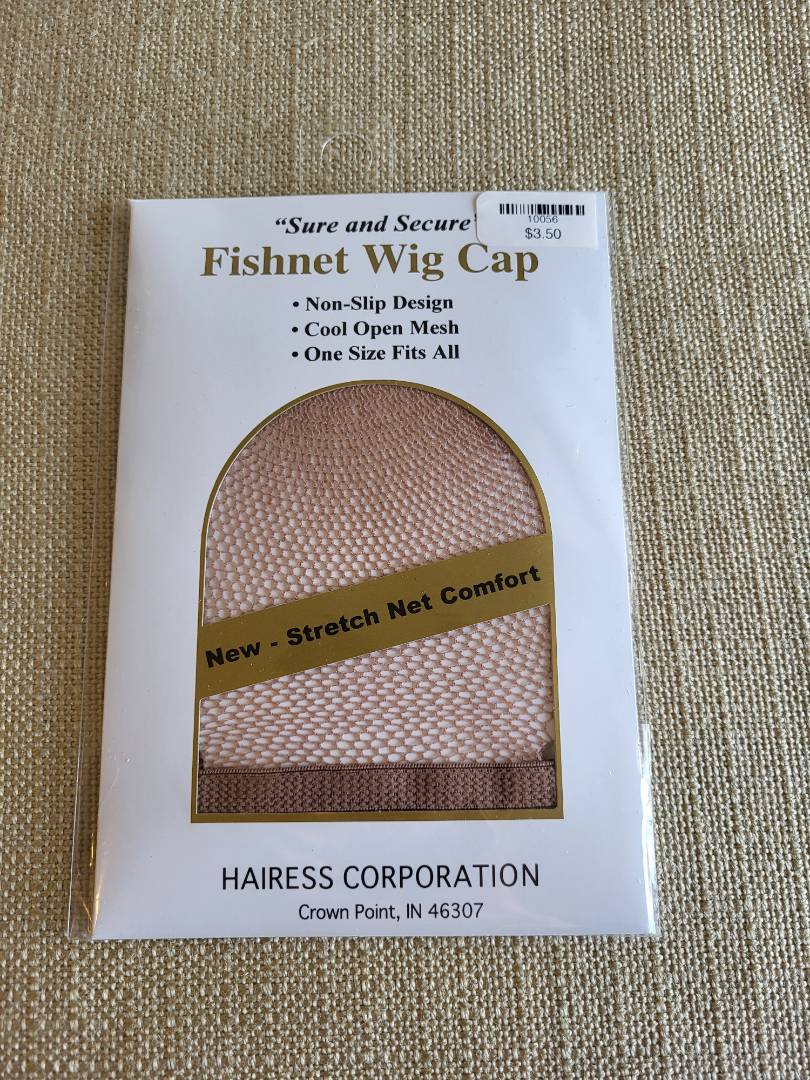 "Sure and Secure"
10056
$3.50
Fishnet Wig Cap
• Non-Slip Design
• Cool Open Mesh
• One Size Fits All
New - Stretch Net Comfort
HAIRESS CORPORATION
Crown Point, IN 46307